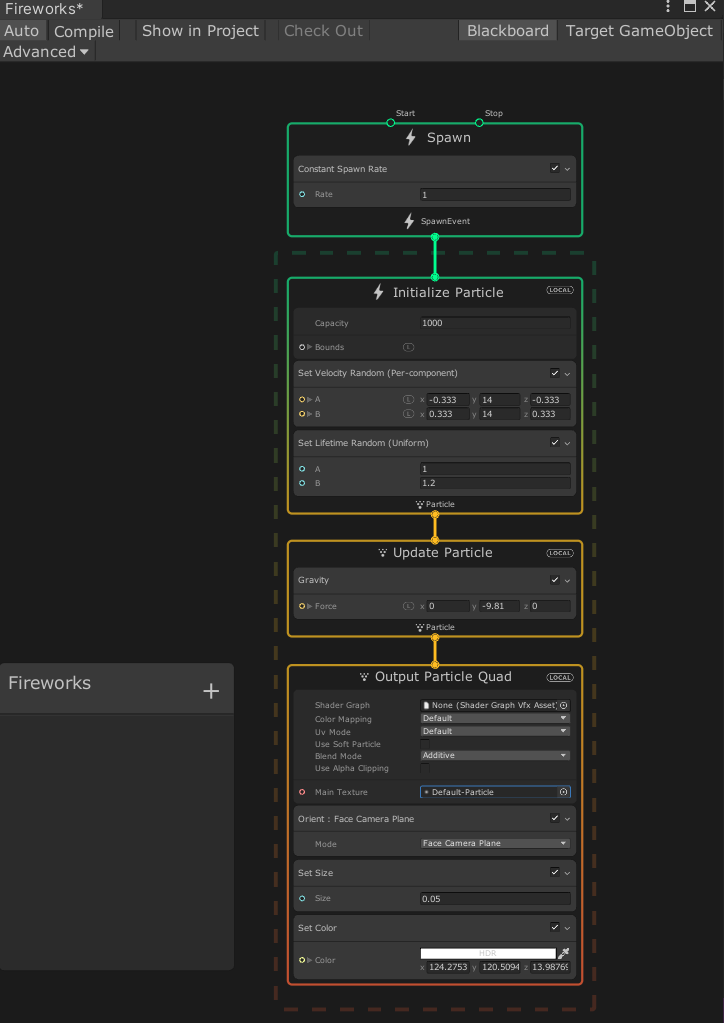 Fireworks*
Auto Compile Show in Project Check Out Blackboard Target GameObject
Advanced
Start Stop
Spawn
Constant Spawn Rate
Rate 1
SpawnEvent
Initialize Particle LOCAL
Capacity 1000
Bounds L
Set Velocity Random (Per-component)
A L x -0.333 y 14 z -0.333
B L x 0.333 y 14 z 0.333
Set Lifetime Random (Uniform)
A 1
B 1.2
Particle
Update Particle LOCAL
Gravity
Force L x 0 y -9.81 z 0
Particle
Fireworks +
Output Particle Quad LOCAL
Shader Graph None (Shader Graph Vfx Asset)
Color Mapping Default
Uv Mode Default
Use Soft Particle
Blend Mode Additive
Use Alpha Clipping
Main Texture Default-Particle
Orient : Face Camera Plane
Mode Face Camera Plane
Set Size
Size 0.05
Set Color
HDR
Color x 124.2753 y 120.5094 z 13.98769